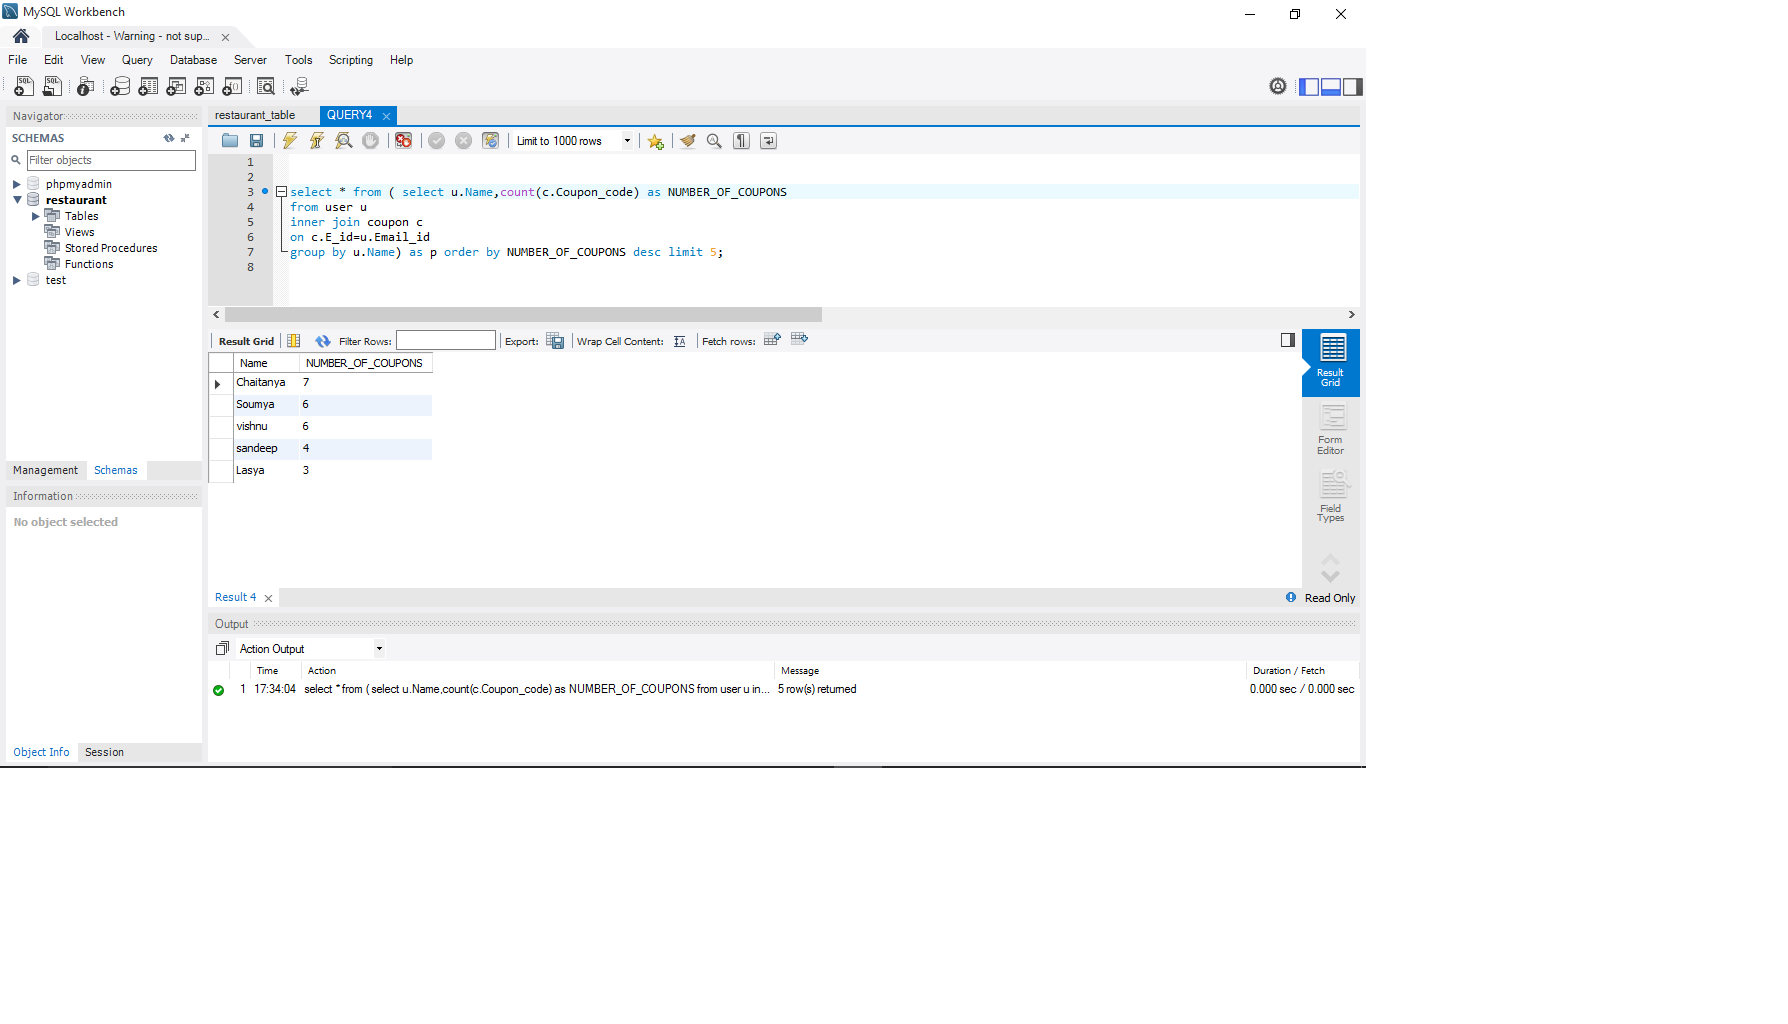 MySQL Workbench
Localhost - Warning - not sup...
File Edit View Query Database Server Tools Scripting Help
Navigator
SCHEMAS
Filter objects
phpmyadmin
restaurant
Tables
Views
Stored Procedures
Functions
test
Management Schemas
Information
No object selected
Object Info Session
restaurant_table QUERY4
Limit to 1000 rows
1
2
3 select * from ( select u.Name,count(c.Coupon_code) as NUMBER_OF_COUPONS
4 from user u
5 inner join coupon c
6 on c.E_id=u.Email_id
7 group by u.Name) as p order by NUMBER_OF_COUPONS desc limit 5;
8
Result Grid Filter Rows: Export: Wrap Cell Content: Fetch rows:
Name NUMBER_OF_COUPONS
Chaitanya 7
Soumya 6
vishnu 6
sandeep 4
Lasya 3
Result
Grid
Form
Editor
Field
Types
Result 4 Read Only
Output
Action Output
Time Action Message Duration / Fetch
1 17:34:04 select * from ( select u.Name,count(c.Coupon_code) as NUMBER_OF_COUPONS from user u in... 5 row(s) returned 0.000 sec / 0.000 sec